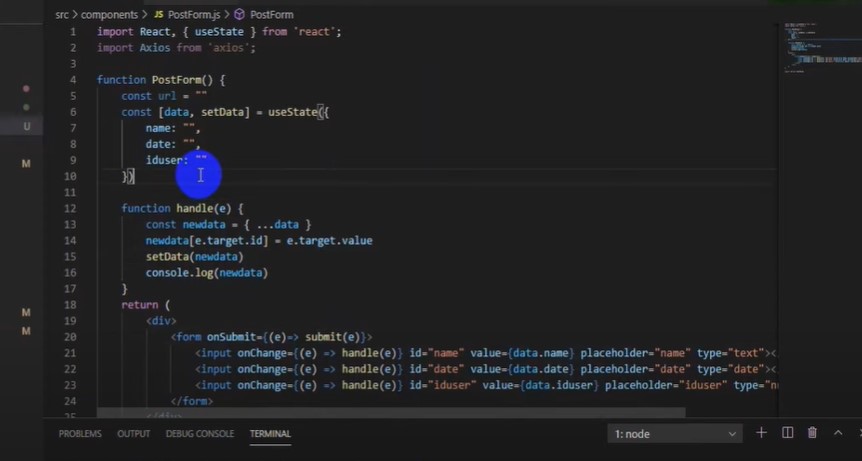 src > components > JS PostForm.js > PostForm
1 import React, { useState } from 'react';
2 import Axios from 'axios';
3
4 function PostForm() {
5 const url = ""
6 const [data, setData] = useState({
7 name: "",
8 date: "",
9 iduser: ""
10 })
11
12 function handle(e) {
13 const newdata = { ...data }
14 newdata[e.target.id] = e.target.value
15 setData(newdata)
16 console.log(newdata)
17 }
18 return (
19 <div>
20 <form onSubmit={(e)=> submit(e)}>
21 <input onChange={(e) => handle(e)} id="name" value={data.name} placeholder="name" type="text"><
22 <input onChange={(e) => handle(e)} id="date" value={data.date} placeholder="date" type="date"><
23 <input onChange={(e) => handle(e)} id="iduser" value={data.iduser} placeholder="iduser" type="nu
24 </form>
25 </div>
U
M
M
M
PROBLEMS OUTPUT DEBUG CONSOLE TERMINAL 1: node